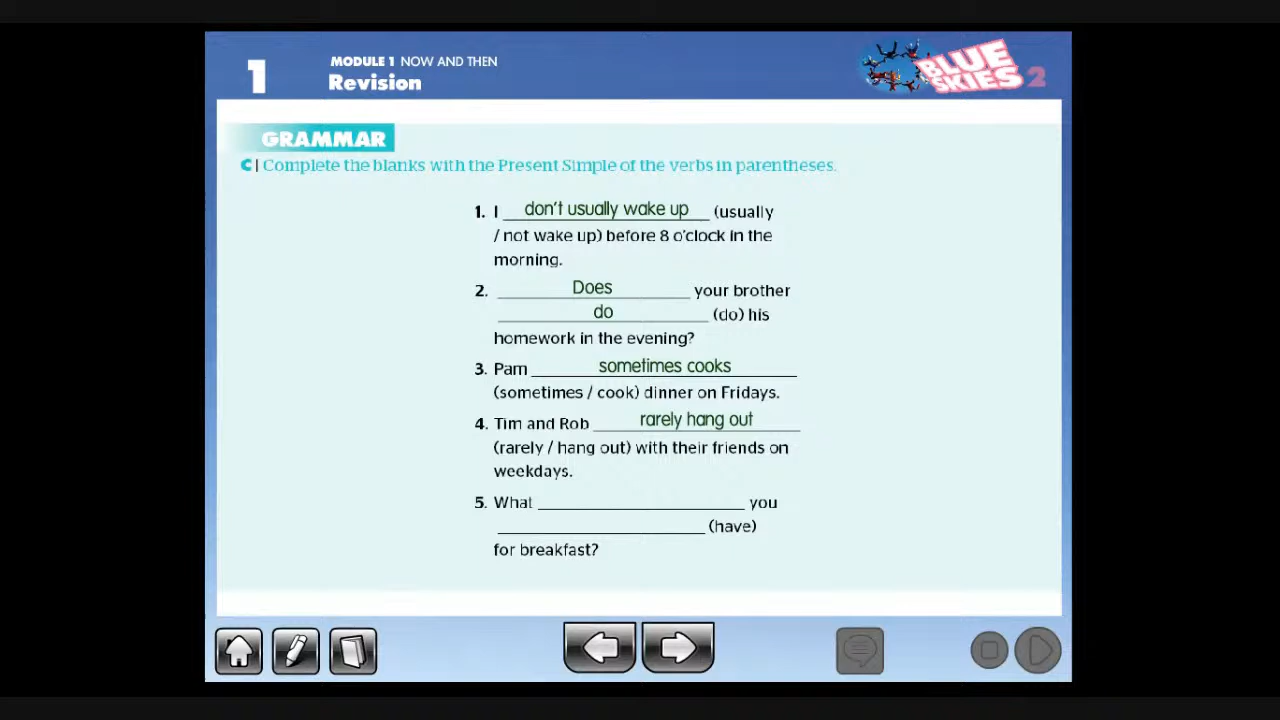 1
MODULE 1 NOW AND THEN
Revision
BLUE
SKIES 2
GRAMMAR
C | Complete the blanks with the Present Simple of the verbs in parentheses.
1. I don't usually wake up (usually
/ not wake up) before 8 o'clock in the
morning.
2. Does your brother
do (do) his
homework in the evening?
3. Pam sometimes cooks
(sometimes / cook) dinner on Fridays.
4. Tim and Rob rarely hang out
(rarely / hang out) with their friends on
weekdays.
5. What ____ you
____ (have)
for breakfast?